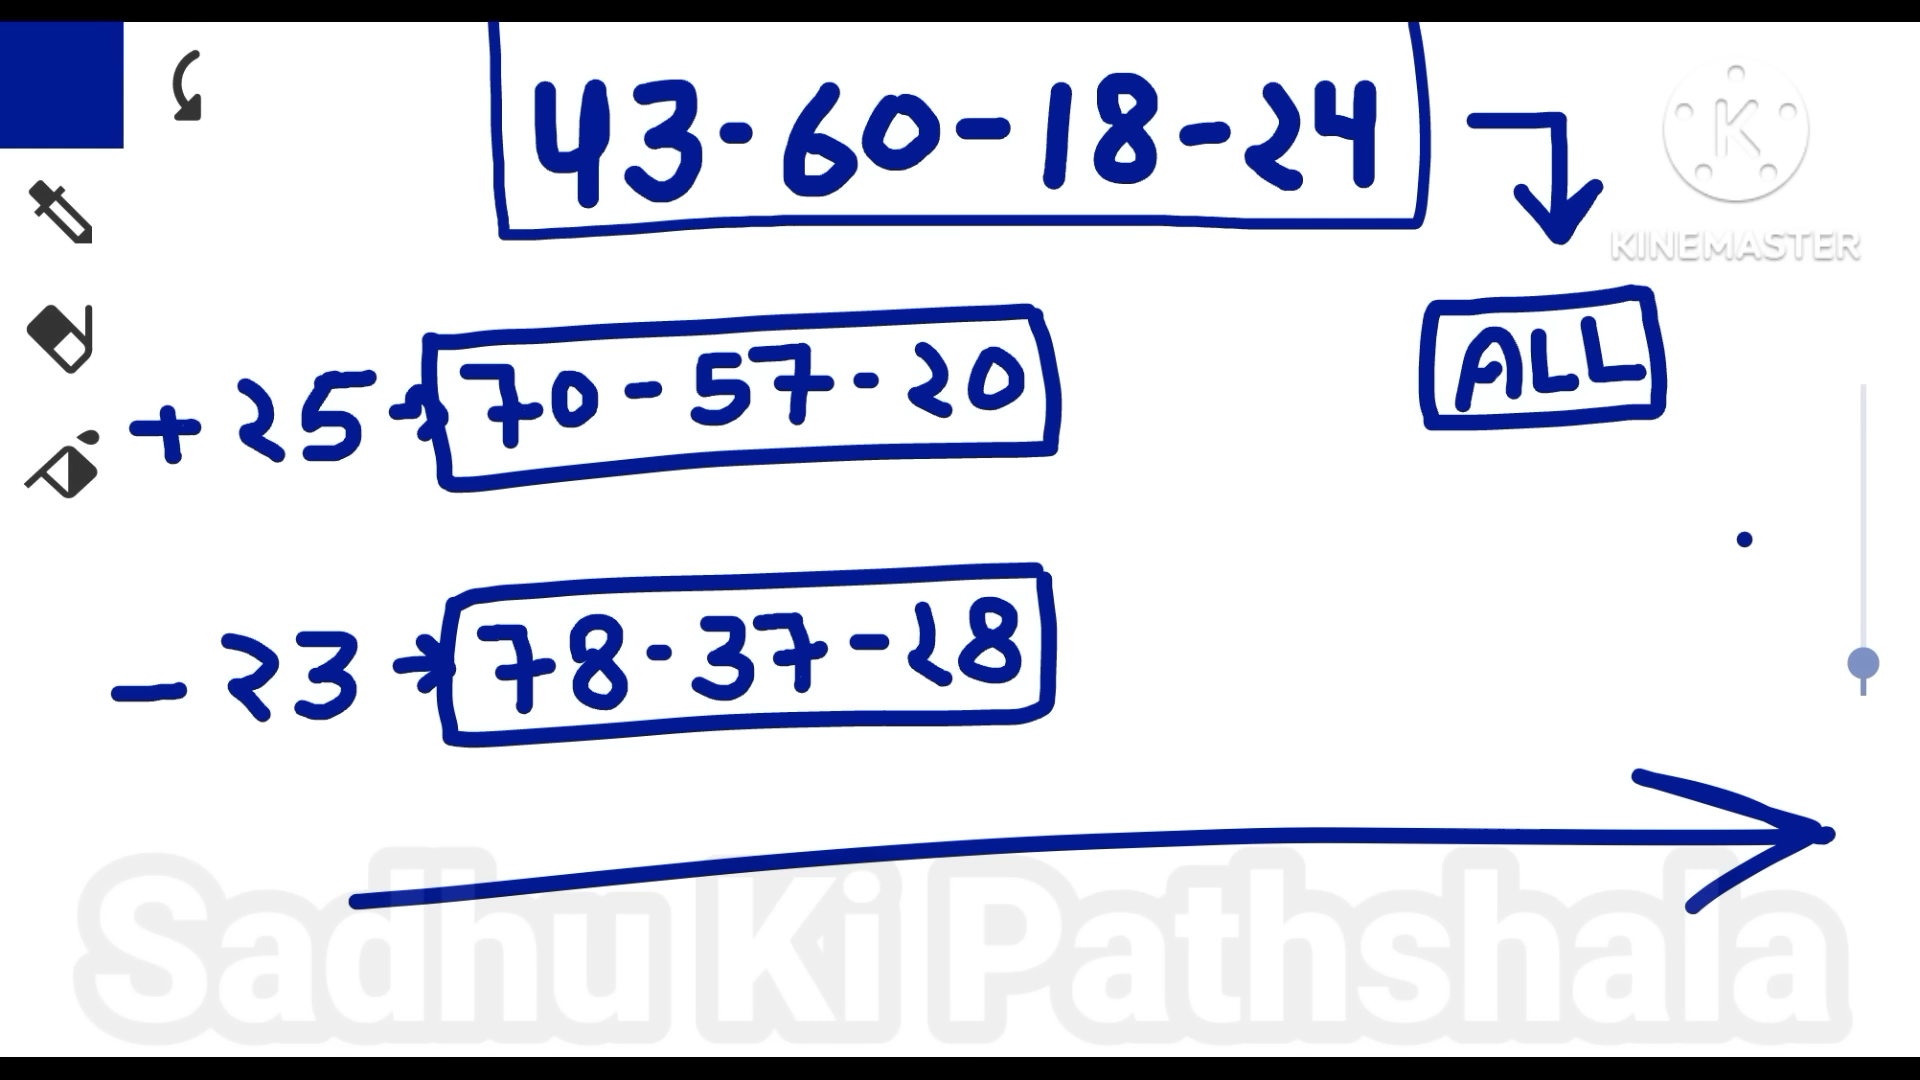 43-60-18-24
K
KINEMASTER
ALL
+ 25 → 70-57-20
- 23 → 78-37-28
Sadhu Ki Pathshala